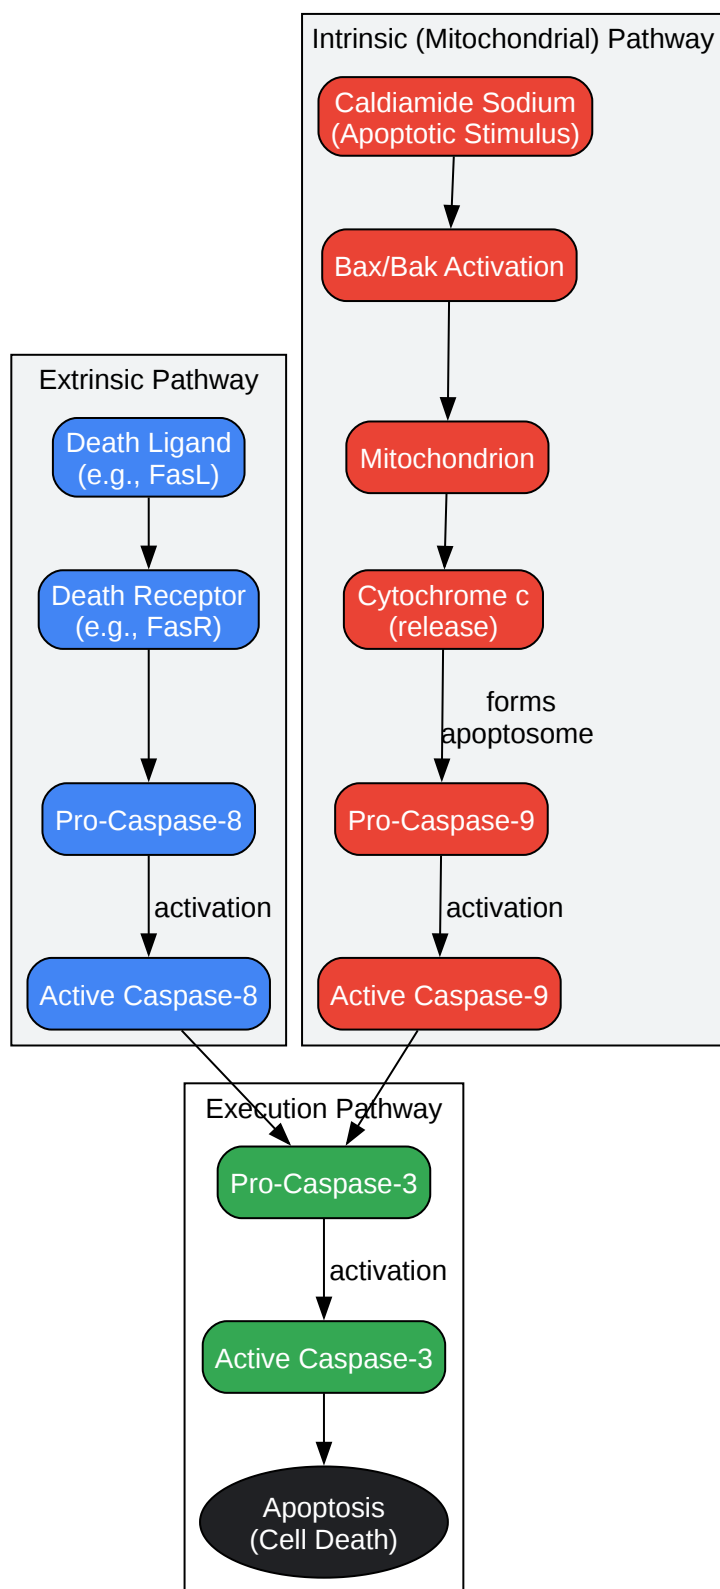 Intrinsic (Mitochondrial) Pathway
Caldiamide Sodium
(Apoptotic Stimulus)
Bax/Bak Activation
Mitochondrion
Cytochrome c
(release)
forms
apoptosome
Pro-Caspase-9
activation
Active Caspase-9
Extrinsic Pathway
Death Ligand
(e.g., FasL)
Death Receptor
(e.g., FasR)
Pro-Caspase-8
activation
Active Caspase-8
Execution Pathway
Pro-Caspase-3
activation
Active Caspase-3
Apoptosis
(Cell Death)